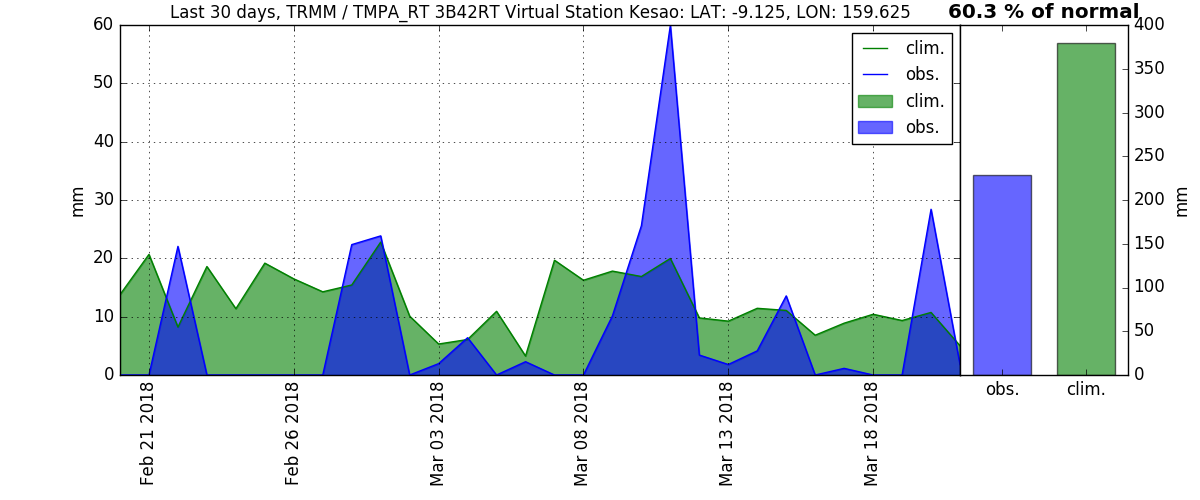 Last 30 days, TRMM / TMPA_RT 3B42RT Virtual Station Kesao: LAT: -9.125, LON: 159.625
60.3 % of normal
60
50
40
30
20
10
0
mm
clim.
obs.
clim.
obs.
Feb 21 2018
Feb 26 2018
Mar 03 2018
Mar 08 2018
Mar 13 2018
Mar 18 2018
400
350
300
250
200
150
100
50
0
mm
obs.
clim.